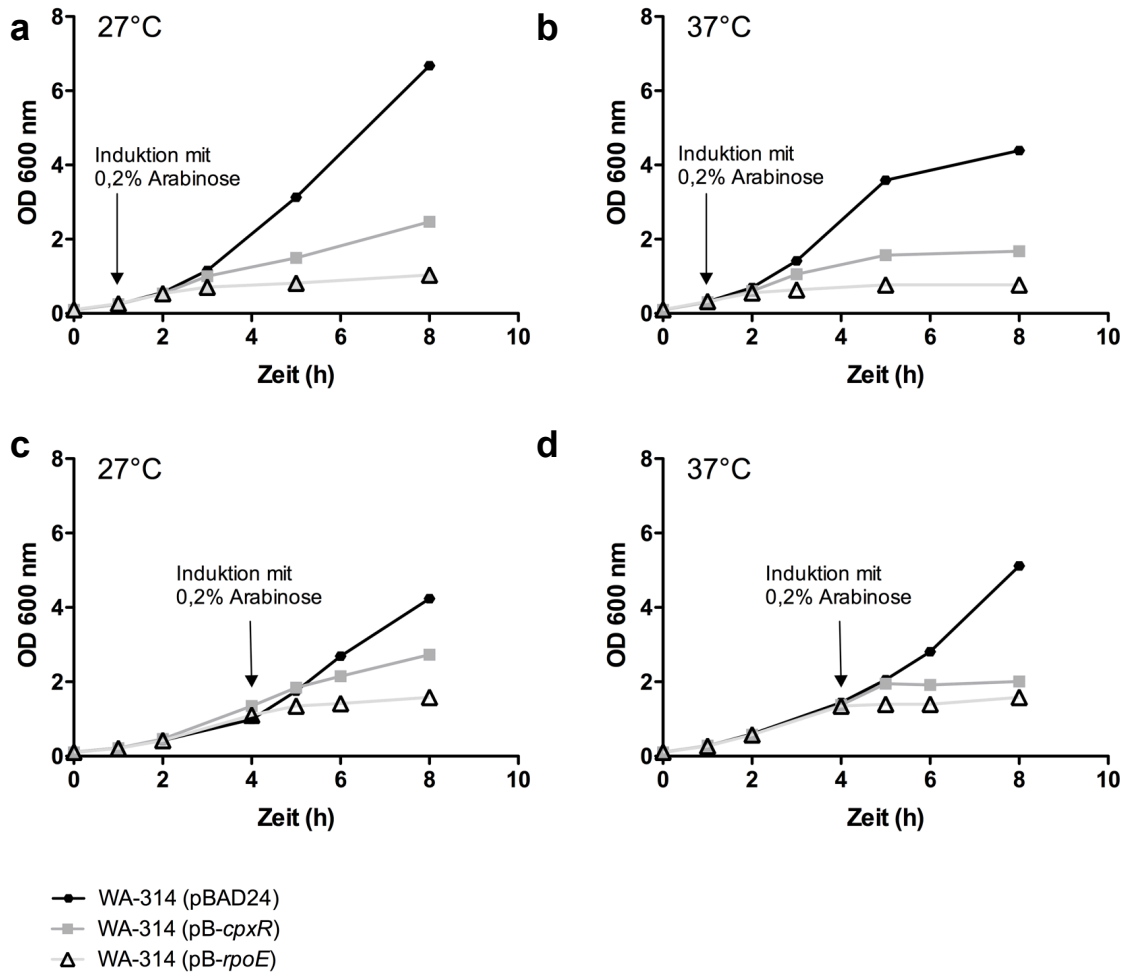 a
27°C
8
6
4
2
0
OD 600 nm
Induktion mit
0,2% Arabinose
0 2 4 6 8 10
Zeit (h)
b
37°C
8
6
4
2
0
OD 600 nm
Induktion mit
0,2% Arabinose
0 2 4 6 8 10
Zeit (h)
c
27°C
8
6
4
2
0
OD 600 nm
Induktion mit
0,2% Arabinose
0 2 4 6 8 10
Zeit (h)
d
37°C
8
6
4
2
0
OD 600 nm
Induktion mit
0,2% Arabinose
0 2 4 6 8 10
Zeit (h)
WA-314 (pBAD24)
WA-314 (pB-cpxR)
WA-314 (pB-rpoE)